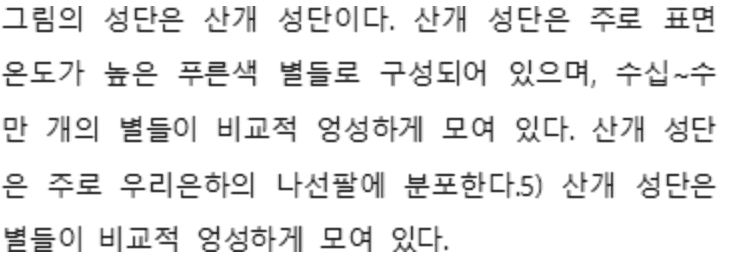 그림의 성단은 산개 성단이다. 산개 성단은 주로 표면
온도가 높은 푸른색 별들로 구성되어 있으며, 수십~수
만 개의 별들이 비교적 엉성하게 모여 있다. 산개 성단
은 주로 우리은하의 나선팔에 분포한다.5) 산개 성단은
별들이 비교적 엉성하게 모여 있다.